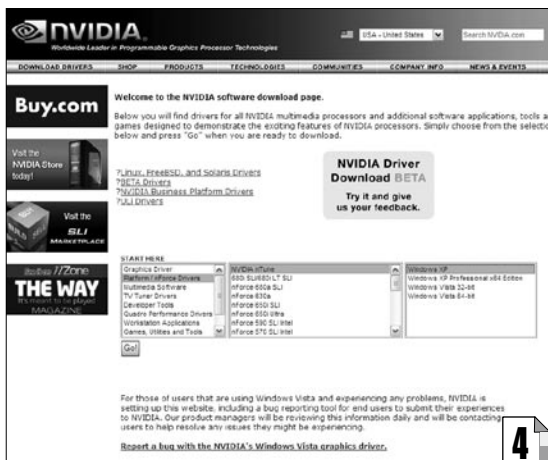 NVIDIA.
Worldwide Leader in Programmable Graphics Processor Technologies
USA - United States
Search NVIDIA.com
DOWNLOAD DRIVERS SHOP PRODUCTS TECHNOLOGIES COMMUNITIES COMPANY INFO NEWS & EVENTS
Buy.com
Visit the
NVIDIA Store
today!
Visit the
SLI
MARKETPLACE
//Zone
THE WAY
It's meant to be played
MAGAZINE
Welcome to the NVIDIA software download page.
Below you will find drivers for all NVIDIA multimedia processors and additional software applications, tools a
games designed to demonstrate the exciting features of NVIDIA processors. Simply choose from the selectio
below and press "Go" when you are ready to download.
?Linux, FreeBSD, and Solaris Drivers
?BETA Drivers
?NVIDIA Business Platform Drivers
?ULi Drivers
NVIDIA Driver
Download BETA
Try it and give
us your feedback.
START HERE
Graphics Driver
Platform / nForce Drivers
Multimedia Software
TV Tuner Drivers
Developer Tools
Quadro Performance Drivers
Workstation Applications
Games, Utilities and Tools
NVIDIA nTune
680i SLI/680i LT SLI
nForce 680a SLI
nForce 630a
nForce 650i SLI
nForce 650i Ultra
nForce 590 SLI Intel
nForce 570 SLI Intel
Windows XP
Windows XP Professional x64 Edition
Windows Vista 32-bit
Windows Vista 64-bit
Go!
For those of users that are using Windows Vista and experiencing any problems, NVIDIA is
setting up this website, including a bug reporting tool for end users to submit their experiences
to NVIDIA. Our product managers will be reviewing this information daily and will be contacting
users to help resolve any issues they might be experiencing.
Report a bug with the NVIDIA's Windows Vista graphics driver.
4